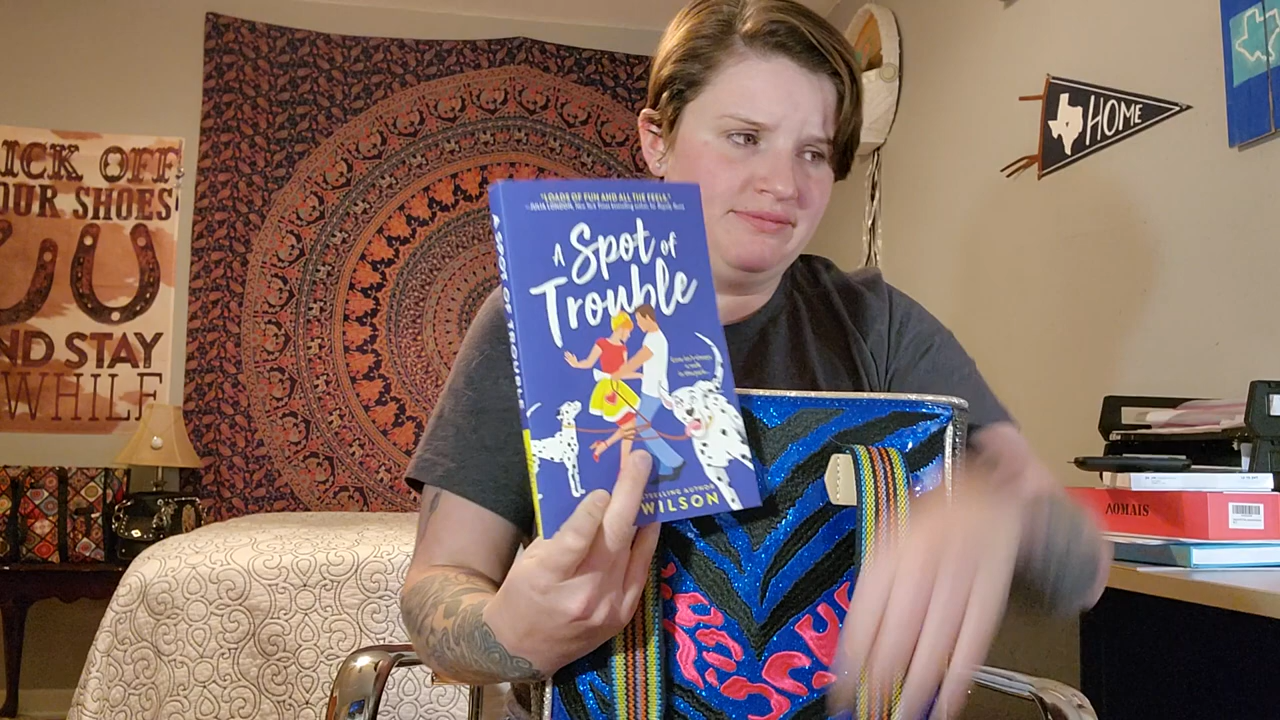 ICK OFF
OUR SHOES
ND STAY
WHILE
"LOADS OF FUN AND ALL THE FEELS."
A Spot of
Trouble
A SPOT OF TROUBLE
WILSON
HOME
AOMAIS